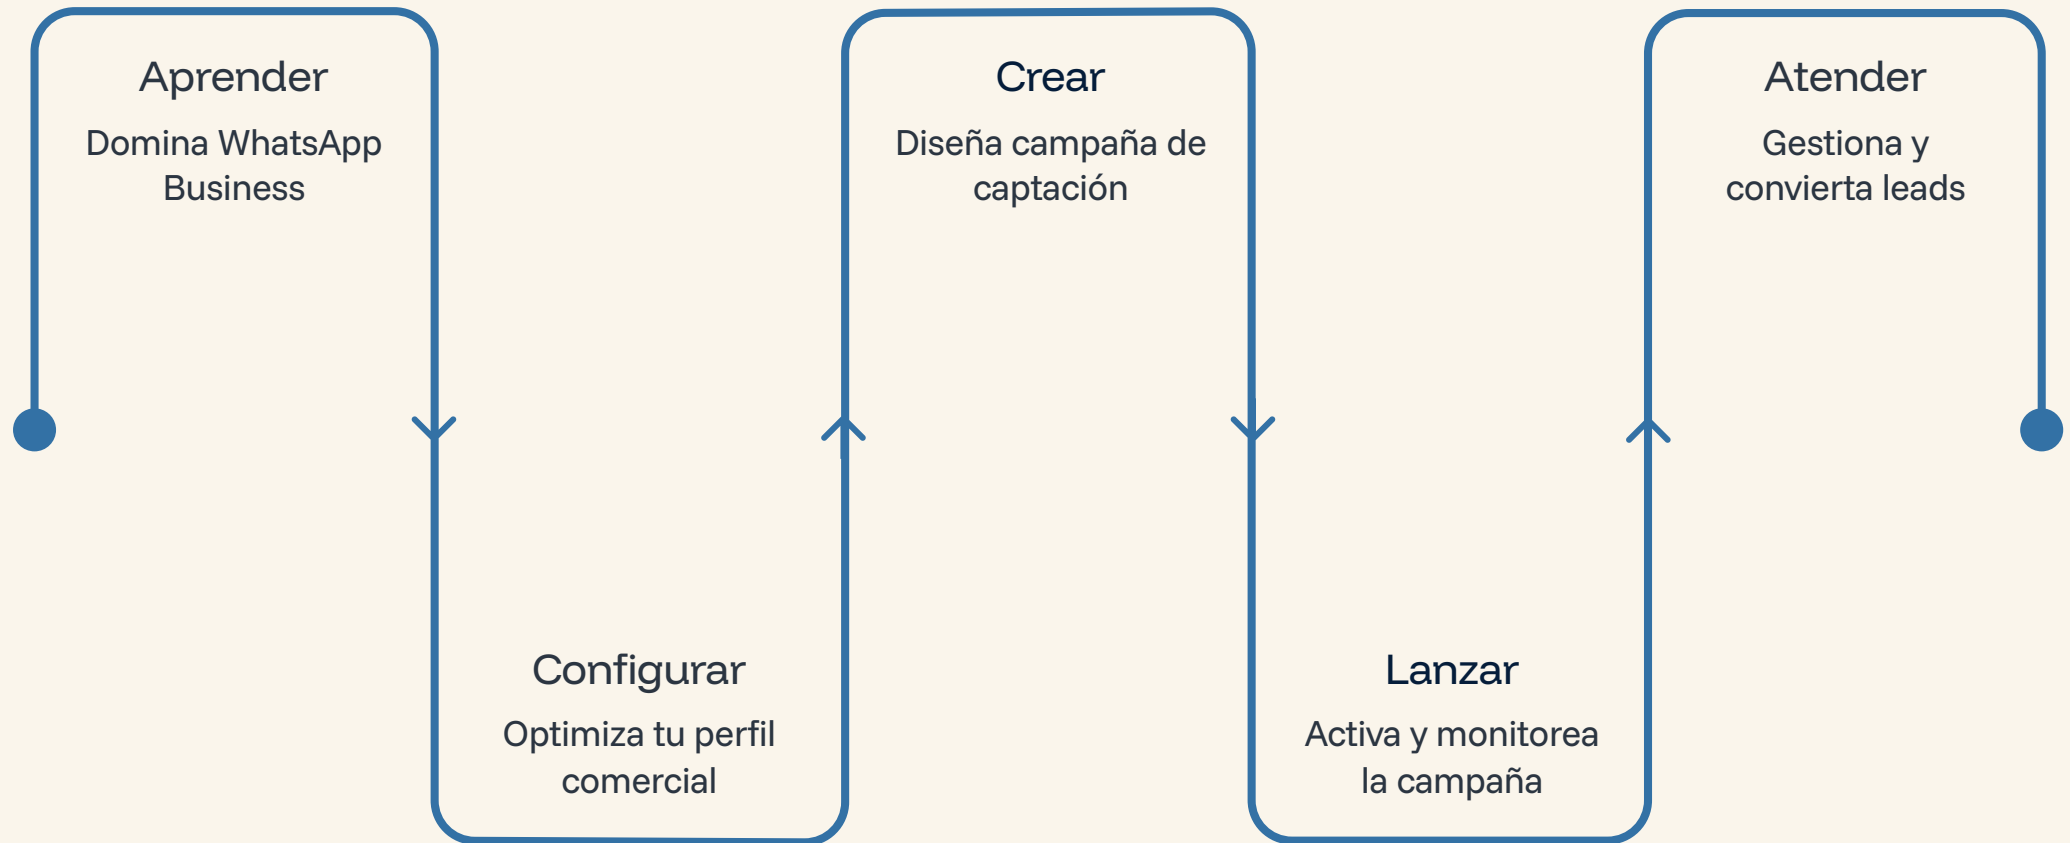 Aprender
Domina WhatsApp
Business
Configurar
Optimiza tu perfil
comercial
Crear
Diseña campaña de
captación
Lanzar
Activa y monitorea
la campaña
Atender
Gestiona y
convierta leads